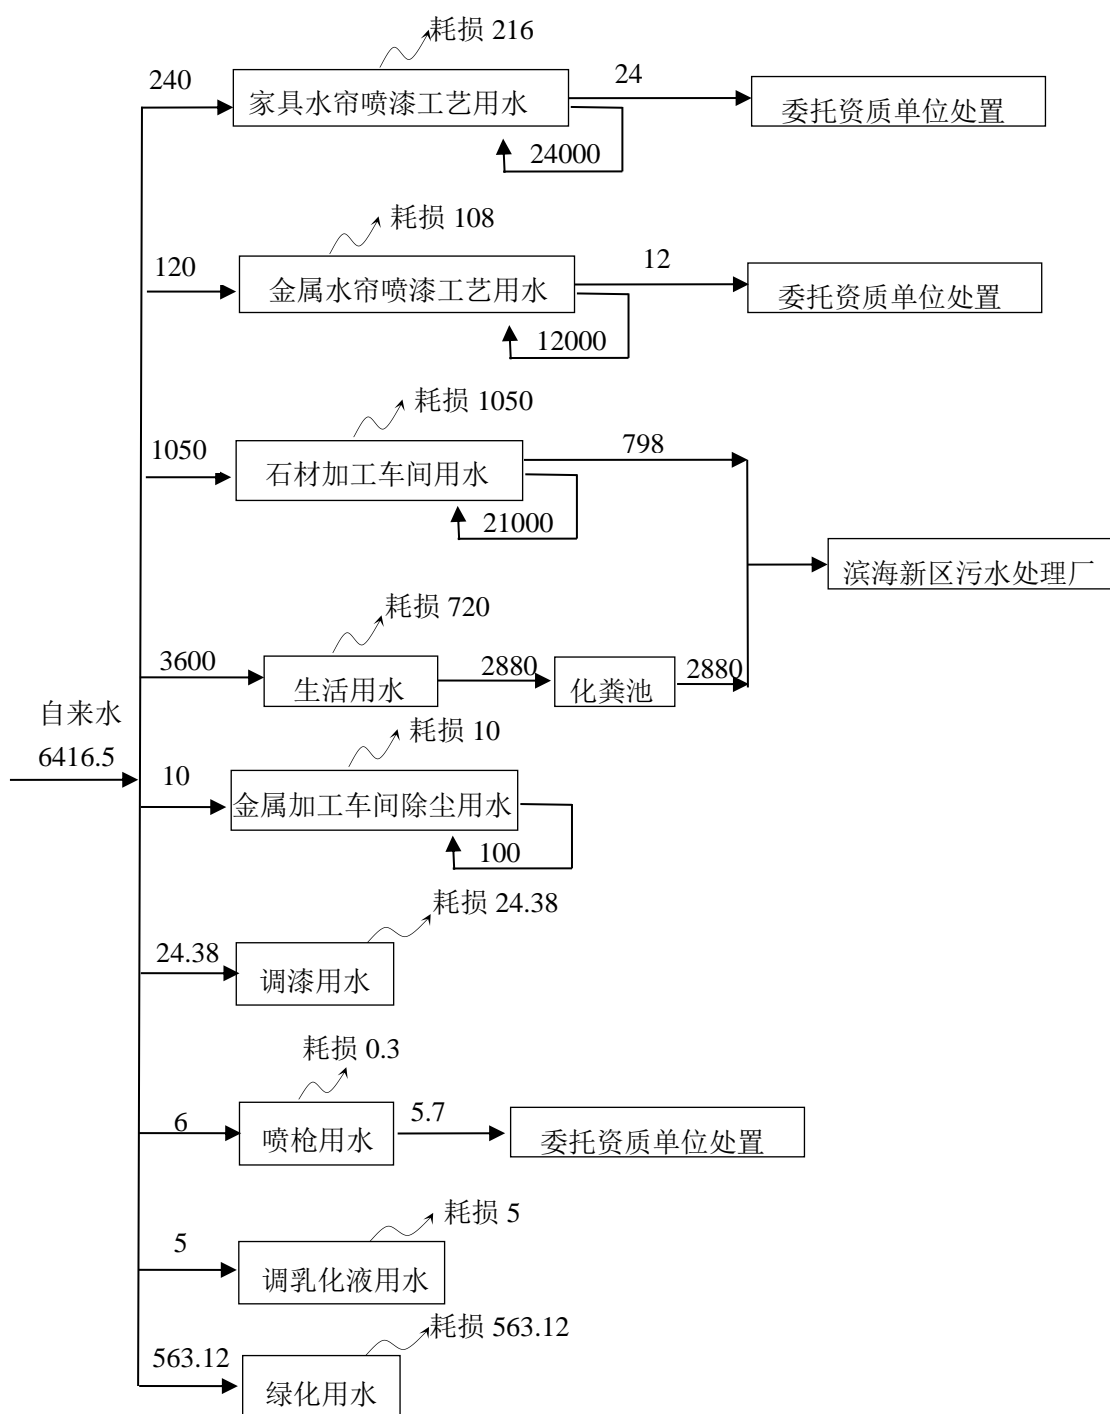 耗损 216
240
家具水帘喷漆工艺用水
24
委托资质单位处置
24000
耗损 108
120
金属水帘喷漆工艺用水
12
委托资质单位处置
12000
耗损 1050
1050
石材加工车间用水
798
21000
滨海新区污水处理厂
耗损 720
3600
生活用水
2880
化粪池
2880
自来水
6416.5
耗损 10
10
金属加工车间除尘用水
100
耗损 24.38
24.38
调漆用水
耗损 0.3
6
喷枪用水
5.7
委托资质单位处置
耗损 5
5
调乳化液用水
耗损 563.12
563.12
绿化用水